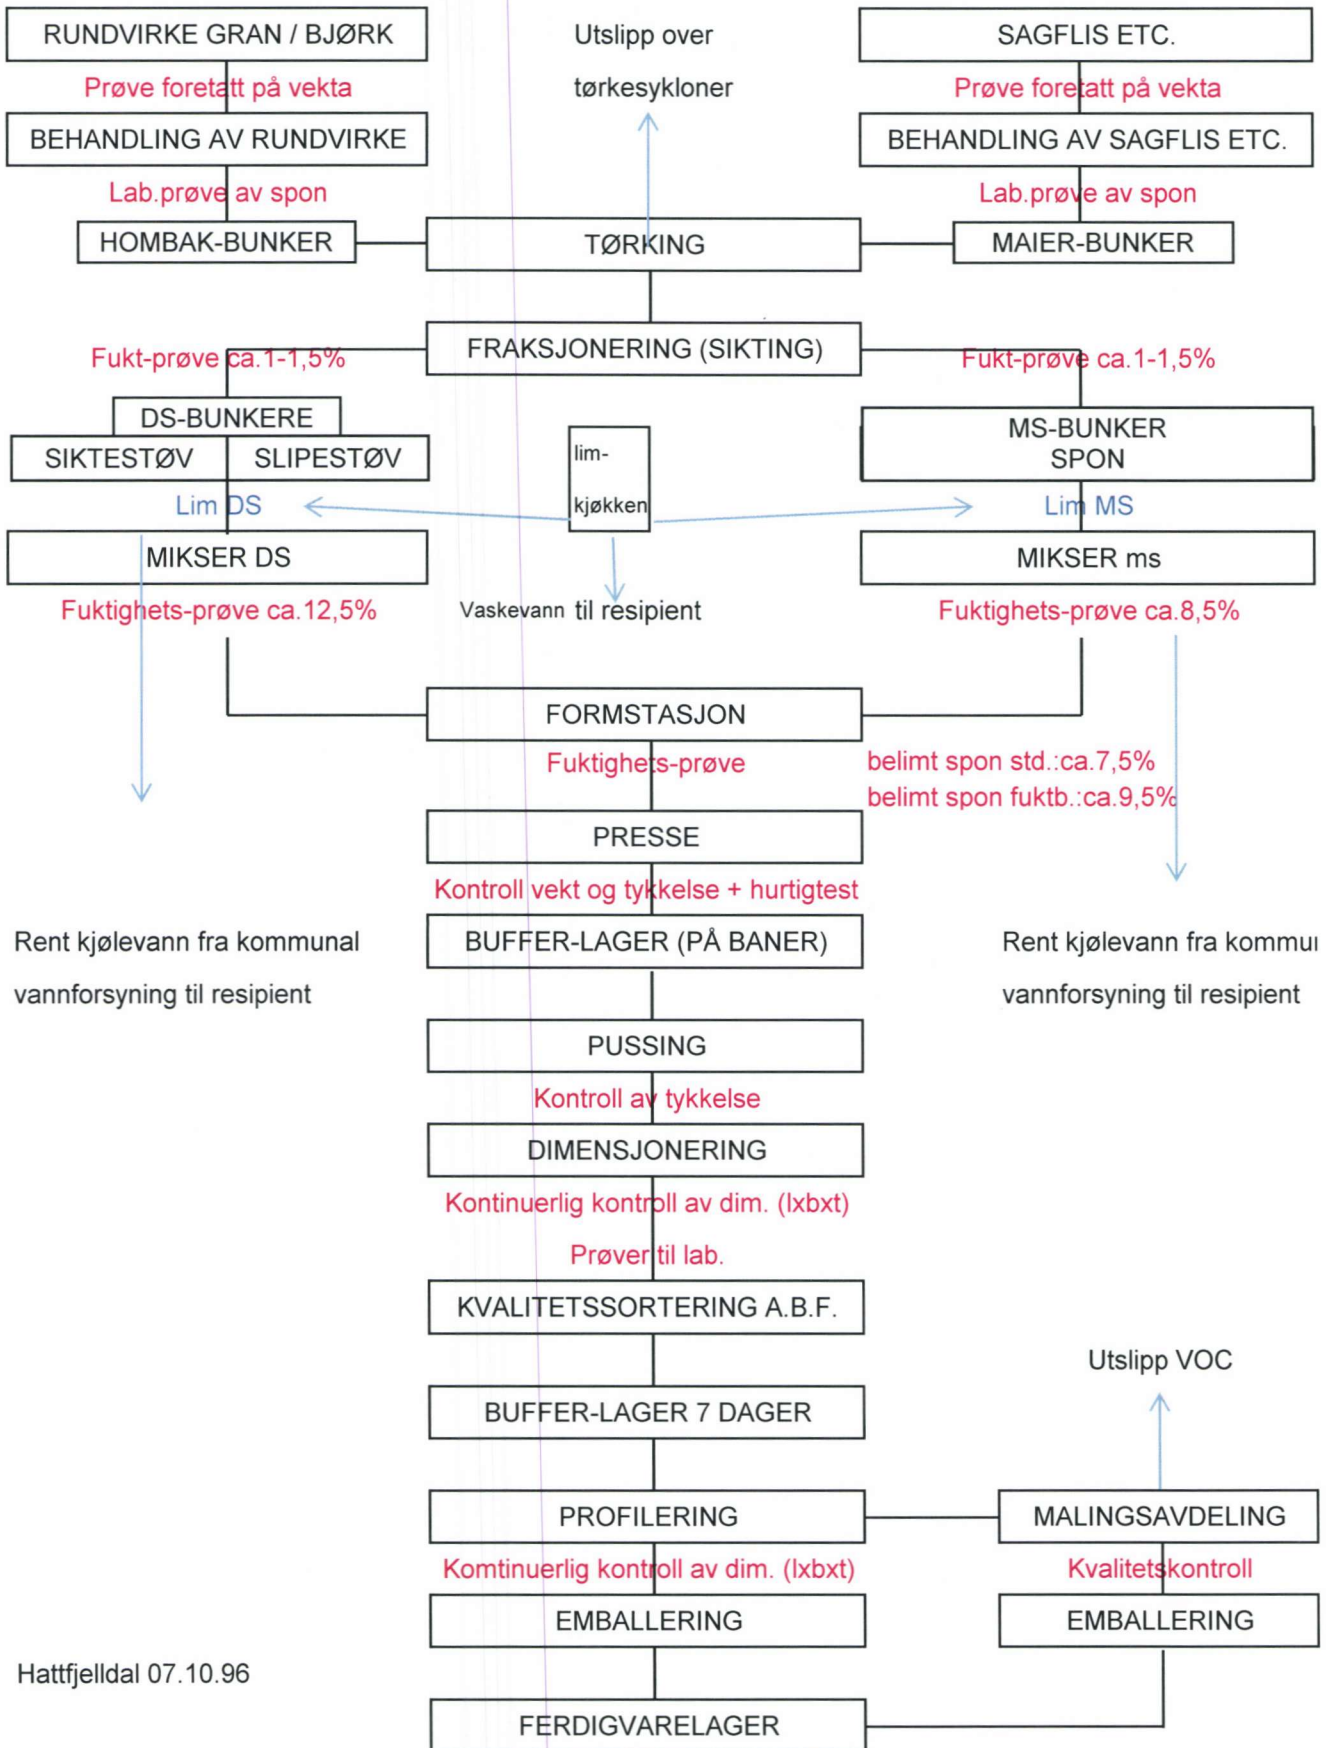 RUNDVIRKE GRAN / BJØRK
Utslipp over
tørkesykloner
SAGFLIS ETC.
Prøve foretatt på vekta
Prøve foretatt på vekta
BEHANDLING AV RUNDVIRKE
BEHANDLING AV SAGFLIS ETC.
Lab.prøve av spon
Lab.prøve av spon
HOMBAK-BUNKER
TØRKING
MAIER-BUNKER
FRAKSJONERING (SIKTING)
Fukt-prøve ca.1-1,5%
Fukt-prøve ca.1-1,5%
DS-BUNKERE
SIKTESTØV
SLIPESTØV
lim-
kjøkken
MS-BUNKER
SPON
Lim DS
Lim MS
MIKSER DS
MIKSER ms
Fuktighets-prøve ca.12,5%
Vaskevann til resipient
Fuktighets-prøve ca.8,5%
FORMSTASJON
Fuktighets-prøve
belimt spon std.:ca.7,5%
belimt spon fuktb.:ca.9,5%
PRESSE
Kontroll vekt og tykkelse + hurtigtest
BUFFER-LAGER (PÅ BANER)
Rent kjølevann fra kommunal
vannforsyning til resipient
Rent kjølevann fra kommu
vannforsyning til resipient
PUSSING
Kontroll av tykkelse
DIMENSJONERING
Kontinuerlig kontroll av dim. (lxbxt)
Prøver til lab.
KVALITETSSORTERING A.B.F.
Utslipp VOC
BUFFER-LAGER 7 DAGER
PROFILERING
MALINGSAVDELING
Komtinuerlig kontroll av dim. (lxbxt)
Kvalitetskontroll
EMBALLERING
EMBALLERING
Hattfjelldal 07.10.96
FERDIGVARELAGER